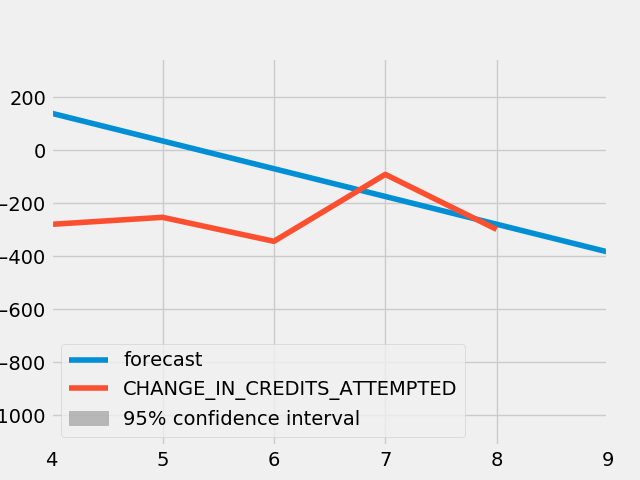 200
0
−200
−400
−600
−800
1000
forecast
CHANGE_IN_CREDITS_ATTEMPTED
95% confidence interval
4 5 6 7 8 9